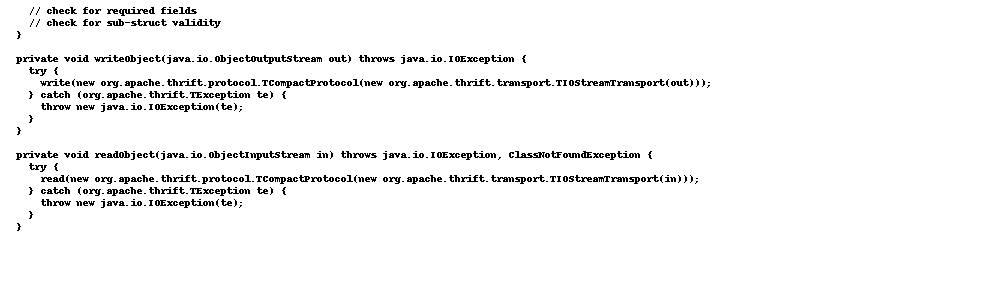 // check for required fields
// check for sub-struct validity
}
private void writeObject(java.io.ObjectOutputStream out) throws java.io.IOException {
try {
write(new org.apache.thrift.protocol.TCompactProtocol(new org.apache.thrift.transport.TIOStreamTransport(out)));
} catch (org.apache.thrift.TException te) {
throw new java.io.IOException(te);
}
}
private void readObject(java.io.ObjectInputStream in) throws java.io.IOException, ClassNotFoundException {
try {
read(new org.apache.thrift.protocol.TCompactProtocol(new org.apache.thrift.transport.TIOStreamTransport(in)));
} catch (org.apache.thrift.TException te) {
throw new java.io.IOException(te);
}
}